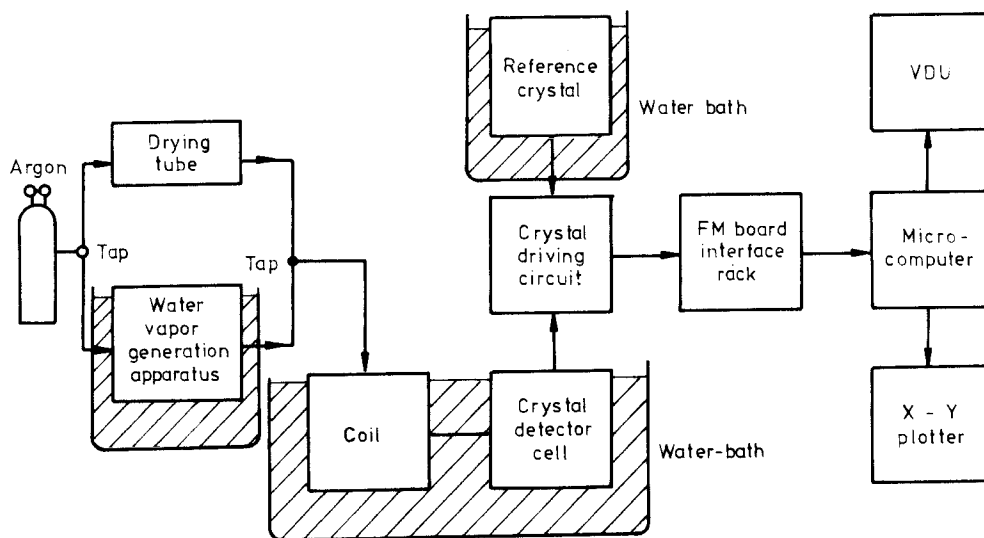 Argon
Tap
Drying
tube
Water
vapor
generation
apparatus
Tap
Coil
Crystal
detector
cell
Water-bath
Reference
crystal
Water bath
Crystal
driving
circuit
FM board
interface
rack
Micro-
computer
VDU
X - Y
plotter